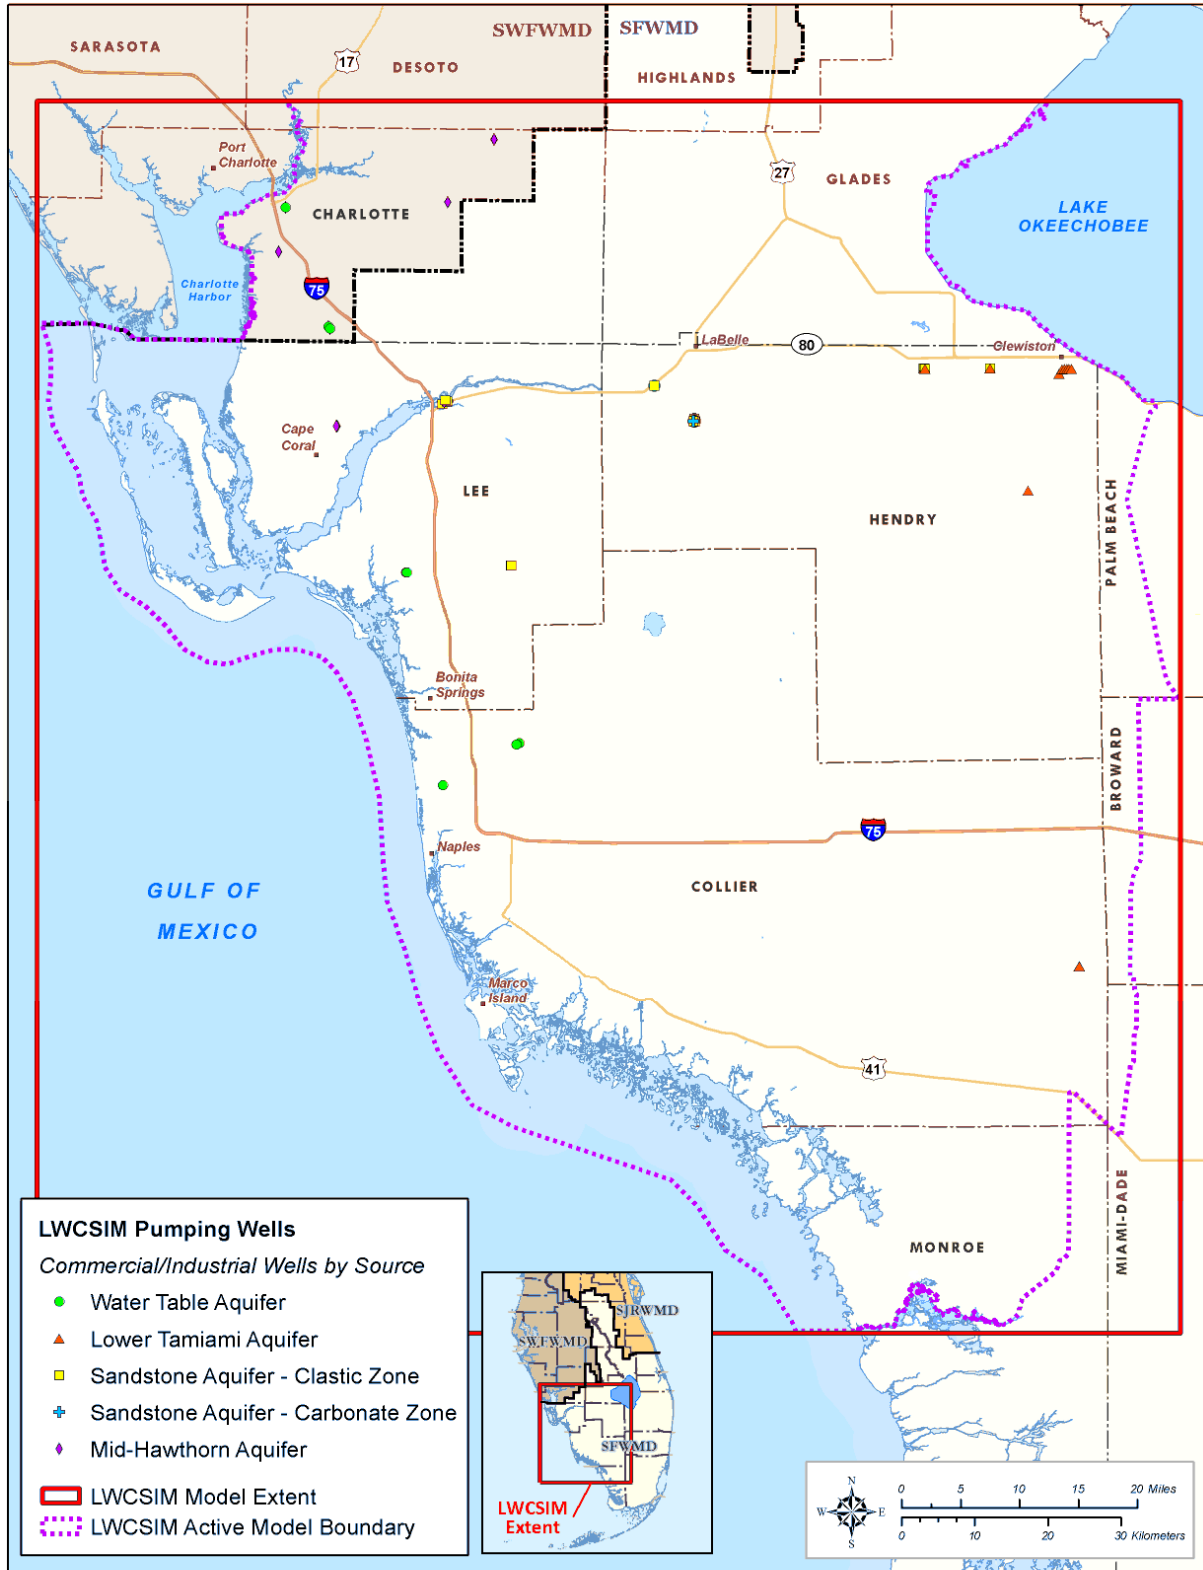 SWFWMD
SFWMD
SARASOTA
17
DESOTO
HIGHLANDS
Port
Charlotte
27
GLADES
CHARLOTTE
LAKE
OKEECHOBEE
Charlotte
Harbor
75
LaBelle
80
Clewiston
Cape
Coral
LEE
HENDRY
PALM BEACH
Bonita
Springs
BROWARD
75
Naples
COLLIER
GULF OF
MEXICO
Marco
Island
41
MIAMI-DADE
MONROE
LWCSIM Pumping Wells
Commercial/Industrial Wells by Source
Water Table Aquifer
Lower Tamiami Aquifer
Sandstone Aquifer - Clastic Zone
Sandstone Aquifer - Carbonate Zone
Mid-Hawthorn Aquifer
LWCSIM Model Extent
LWCSIM Active Model Boundary
SJRWMD
SWFWMD
SFWMD
LWCSIM
Extent
N
W E
S
0 5 10 15 20 Miles
0 10 20 30 Kilometers